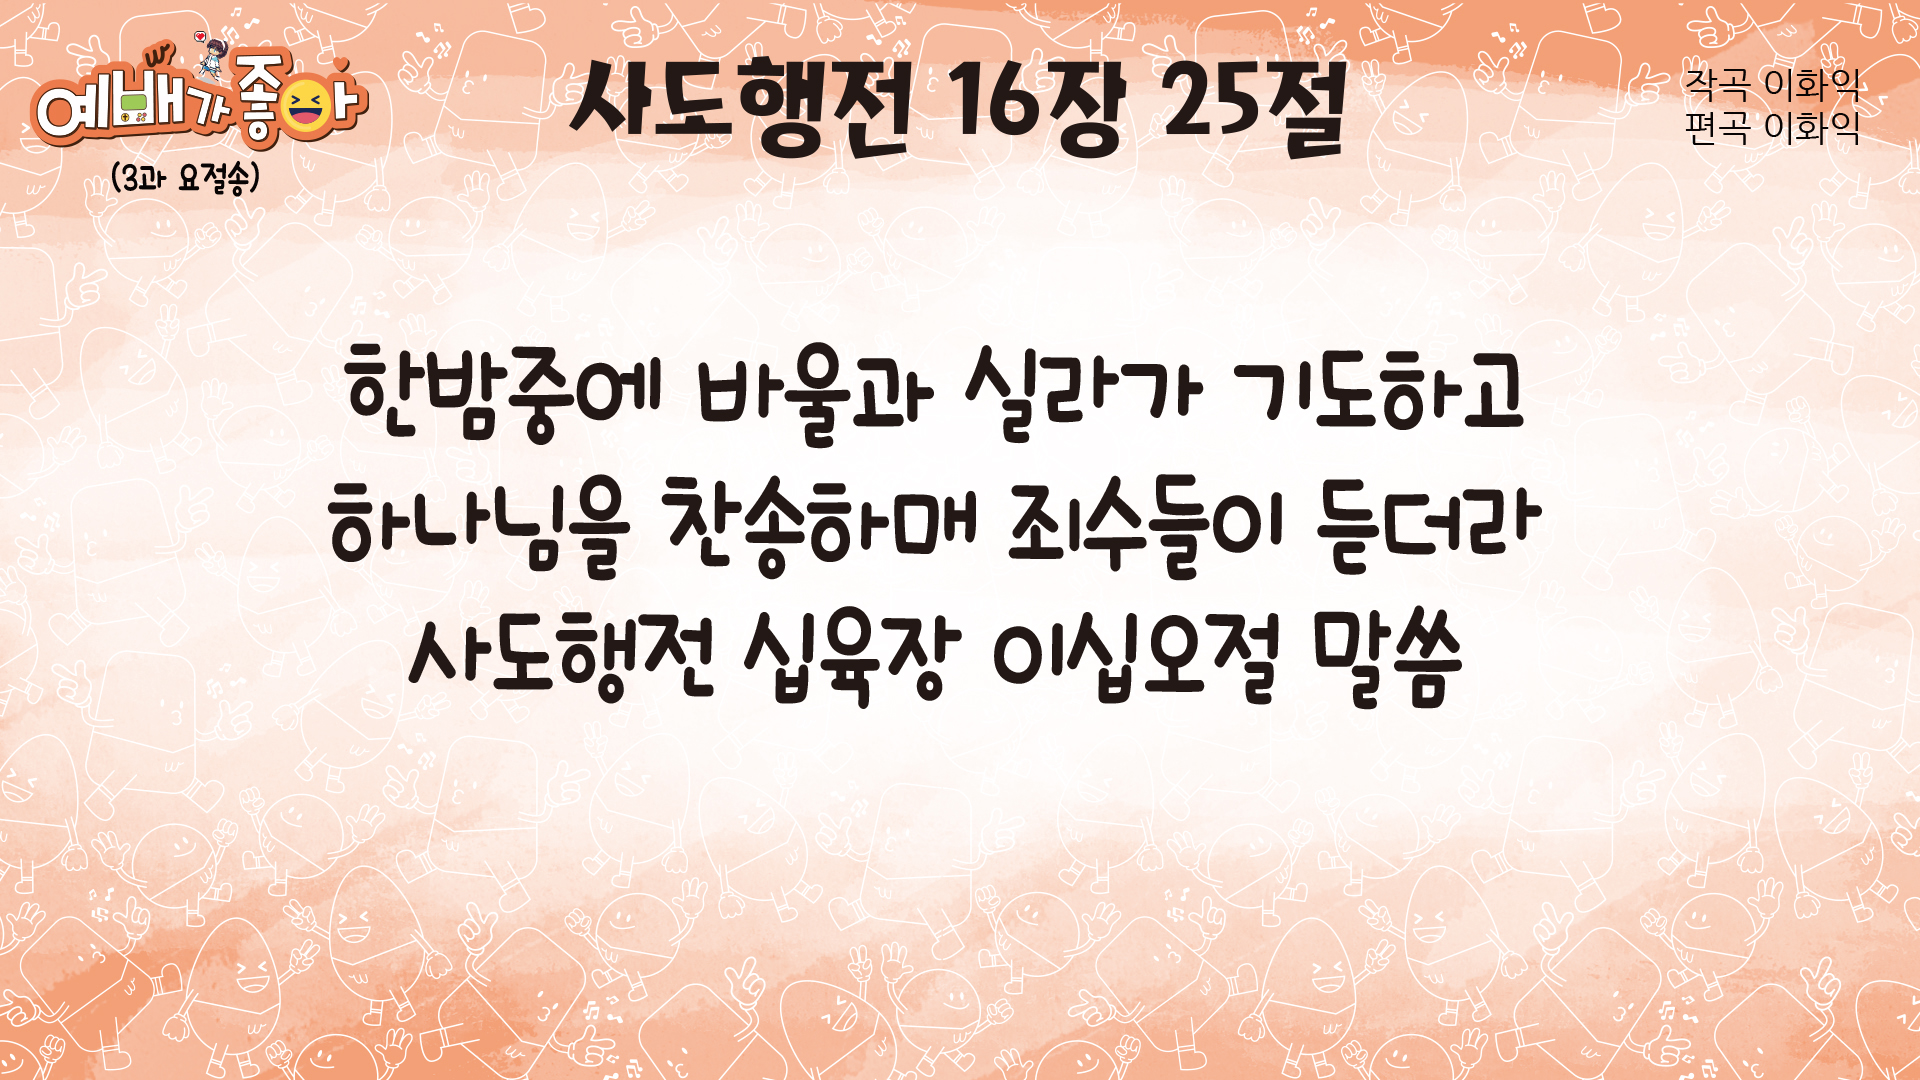 예배가 좋아
(3과 요절송)
사도행전 16장 25절
작곡 이화익
편곡 이화익
한밤중에 바울과 실라가 기도하고
하나님을 찬송하매 죄수들이 듣더라
사도행전 십육장 이십오절 말씀